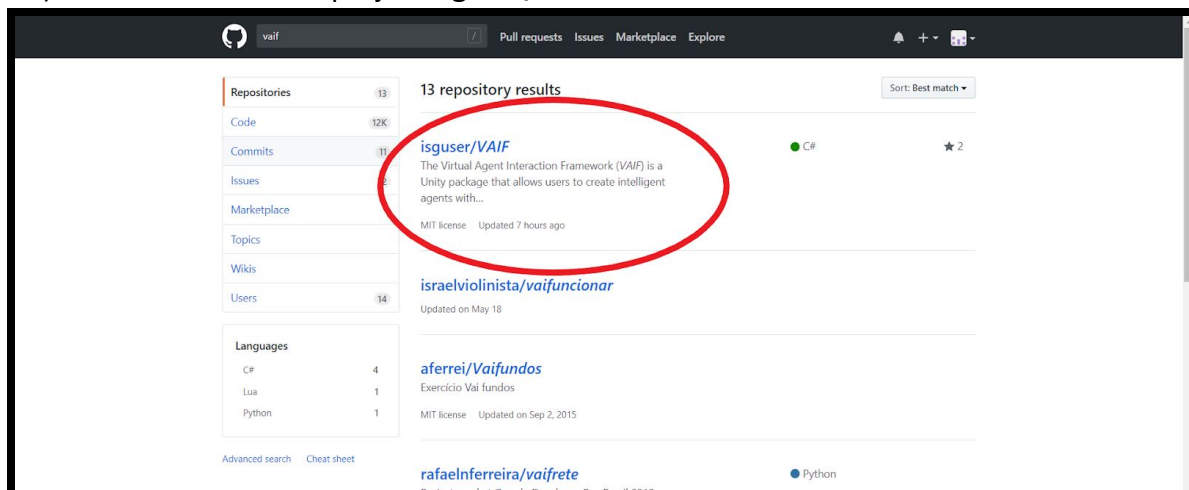 vaif
/
Pull requests Issues Marketplace Explore
Repositories 13
Code 12K
Commits 11
Issues
Marketplace
Topics
Wikis
Users 14
Languages
C# 4
Lua 1
Python 1
Advanced search Cheat sheet
13 repository results
Sort: Best match
isguser/VAIF
C#
2
The Virtual Agent Interaction Framework (VAIF) is a
Unity package that allows users to create intelligent
agents with...
MIT license Updated 7 hours ago
israelviolinista/vaifuncionar
Updated on May 18
aferrei/Vaifundos
Exercício Vai fundos
MIT license Updated on Sep 2, 2015
rafaelnferreira/vaifrete
Python